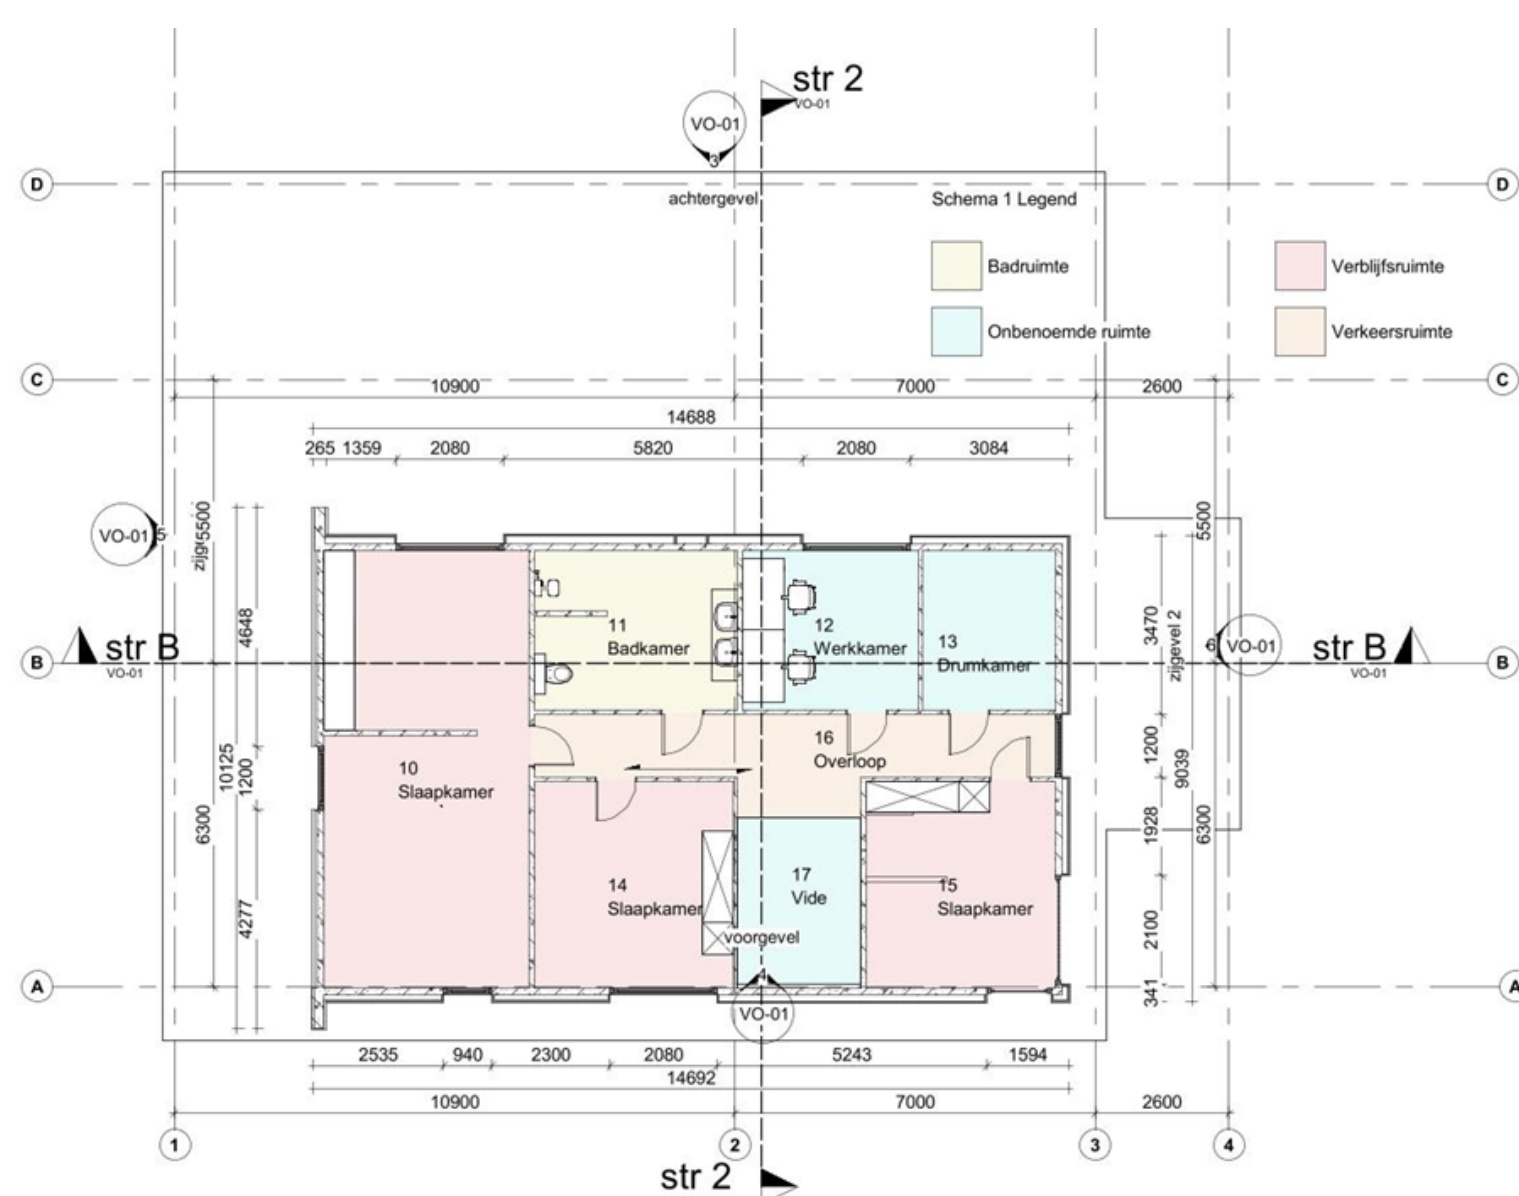 str 2
VO-01
VO-01
3
D
D
achtergevel
Schema 1 Legend
Badruimte
Verblijfsruimte
Onbenoemde ruimte
Verkeersruimte
C
C
10900
7000
2600
14688
265
1359
2080
5820
2080
3084
VO-01
5
5500
5500
4648
3470
zijgevel 2
11
Badkamer
12
Werkkamer
13
Drumkamer
6
VO-01
B
str B
VO-01
str B
VO-01
B
10125
1200
6300
4277
10
Slaapkamer
16
Overloop
1200
9039
6300
1928
14
Slaapkamer
17
Vide
15
Slaapkamer
voorgevel
4
VO-01
2100
341
A
A
2535
940
2300
2080
5243
1594
14692
10900
7000
2600
1
2
3
4
str 2